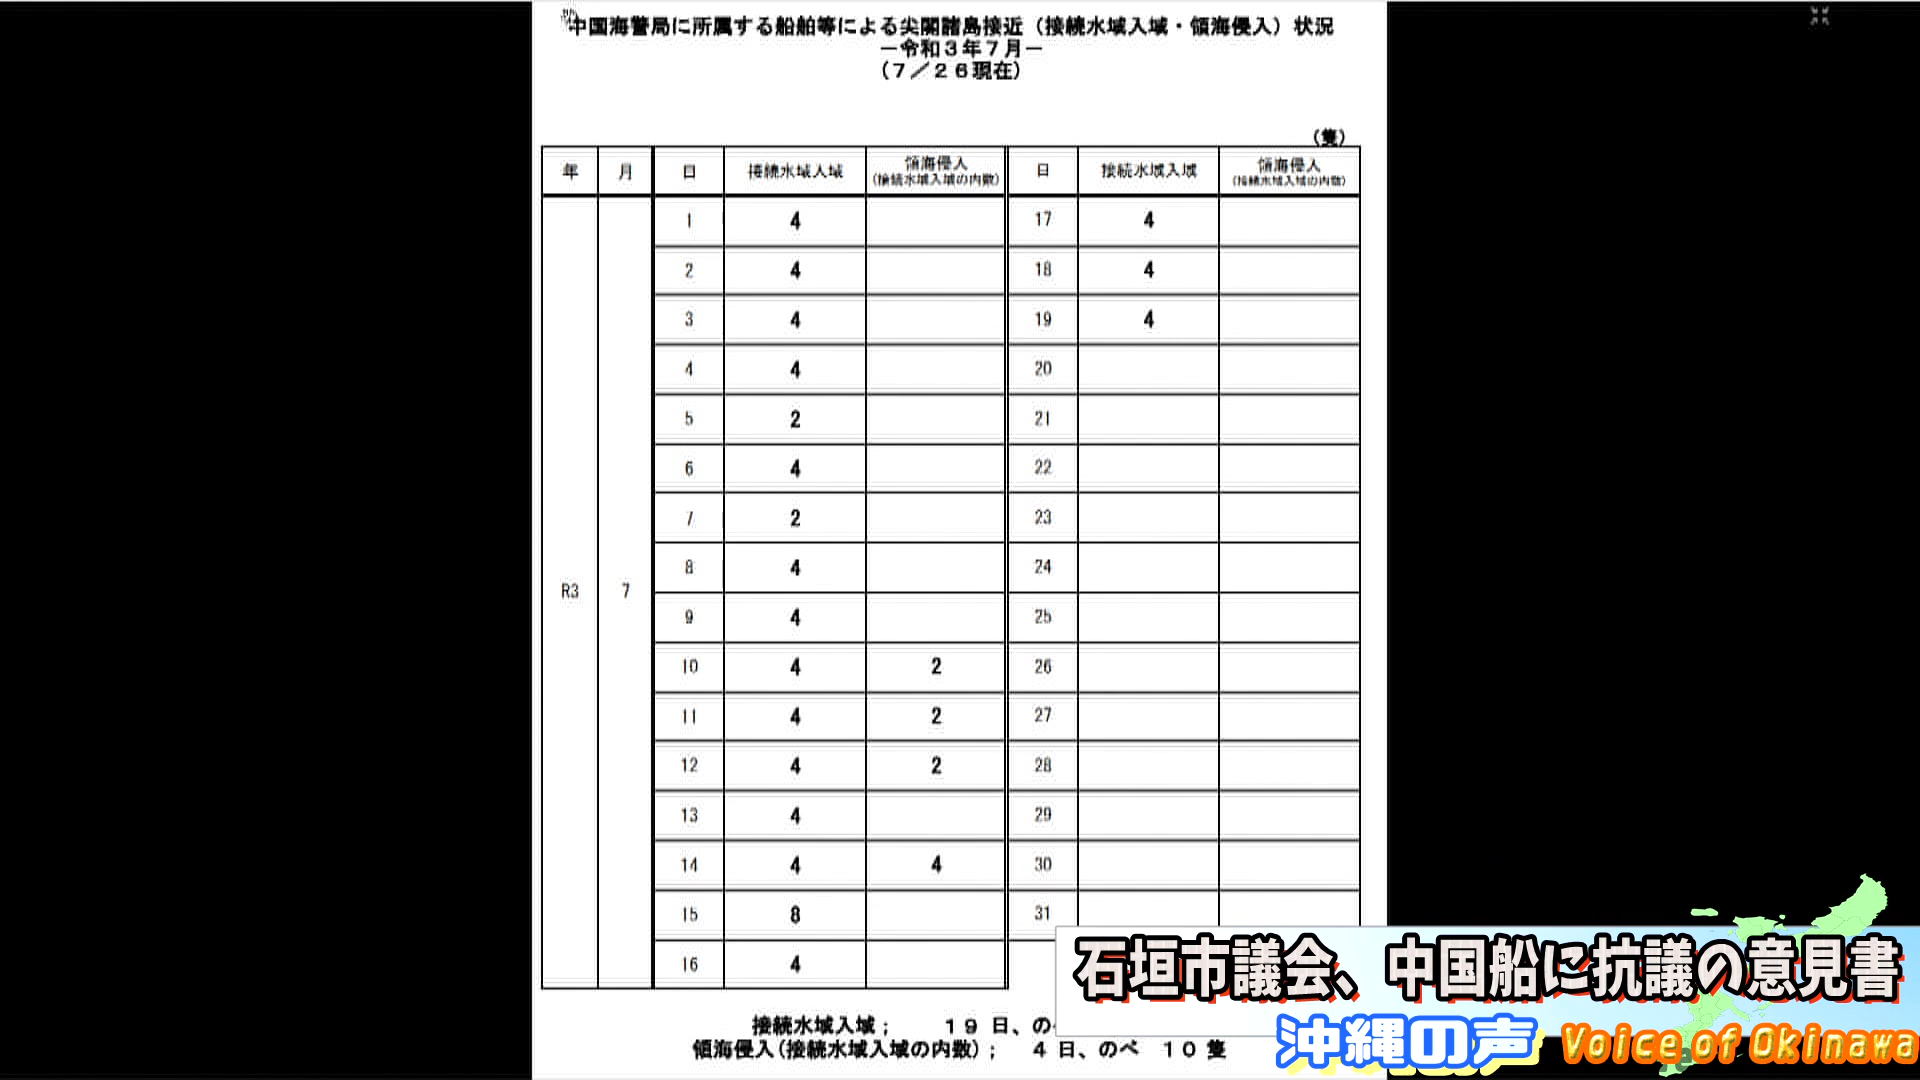 中国海警局に所属する船舶等による尖閣諸島接近（接続水域入域・領海侵入）状況
－令和３年７月－
（７／２６現在）
（隻）
年 月 日 接続水域入域 領海侵入 日 接続水域入域 領海侵入
(接続水域入域の内数) (接続水域入域の内数)
1 4 17 4
2 4 18 4
3 4 19 4
4 4 20
5 2 21
6 4 22
7 2 23
8 4 24
R3 7
9 4 25
10 4 2 26
11 4 2 27
12 4 2 28
13 4 29
14 4 4 30
15 8 31
16 4
接続水域入域； １９ 日、の
領海侵入(接続水域入域の内数)； ４ 日、のべ １０ 隻
石垣市議会、中国船に抗議の意見書
沖縄の声 Voice of Okinawa